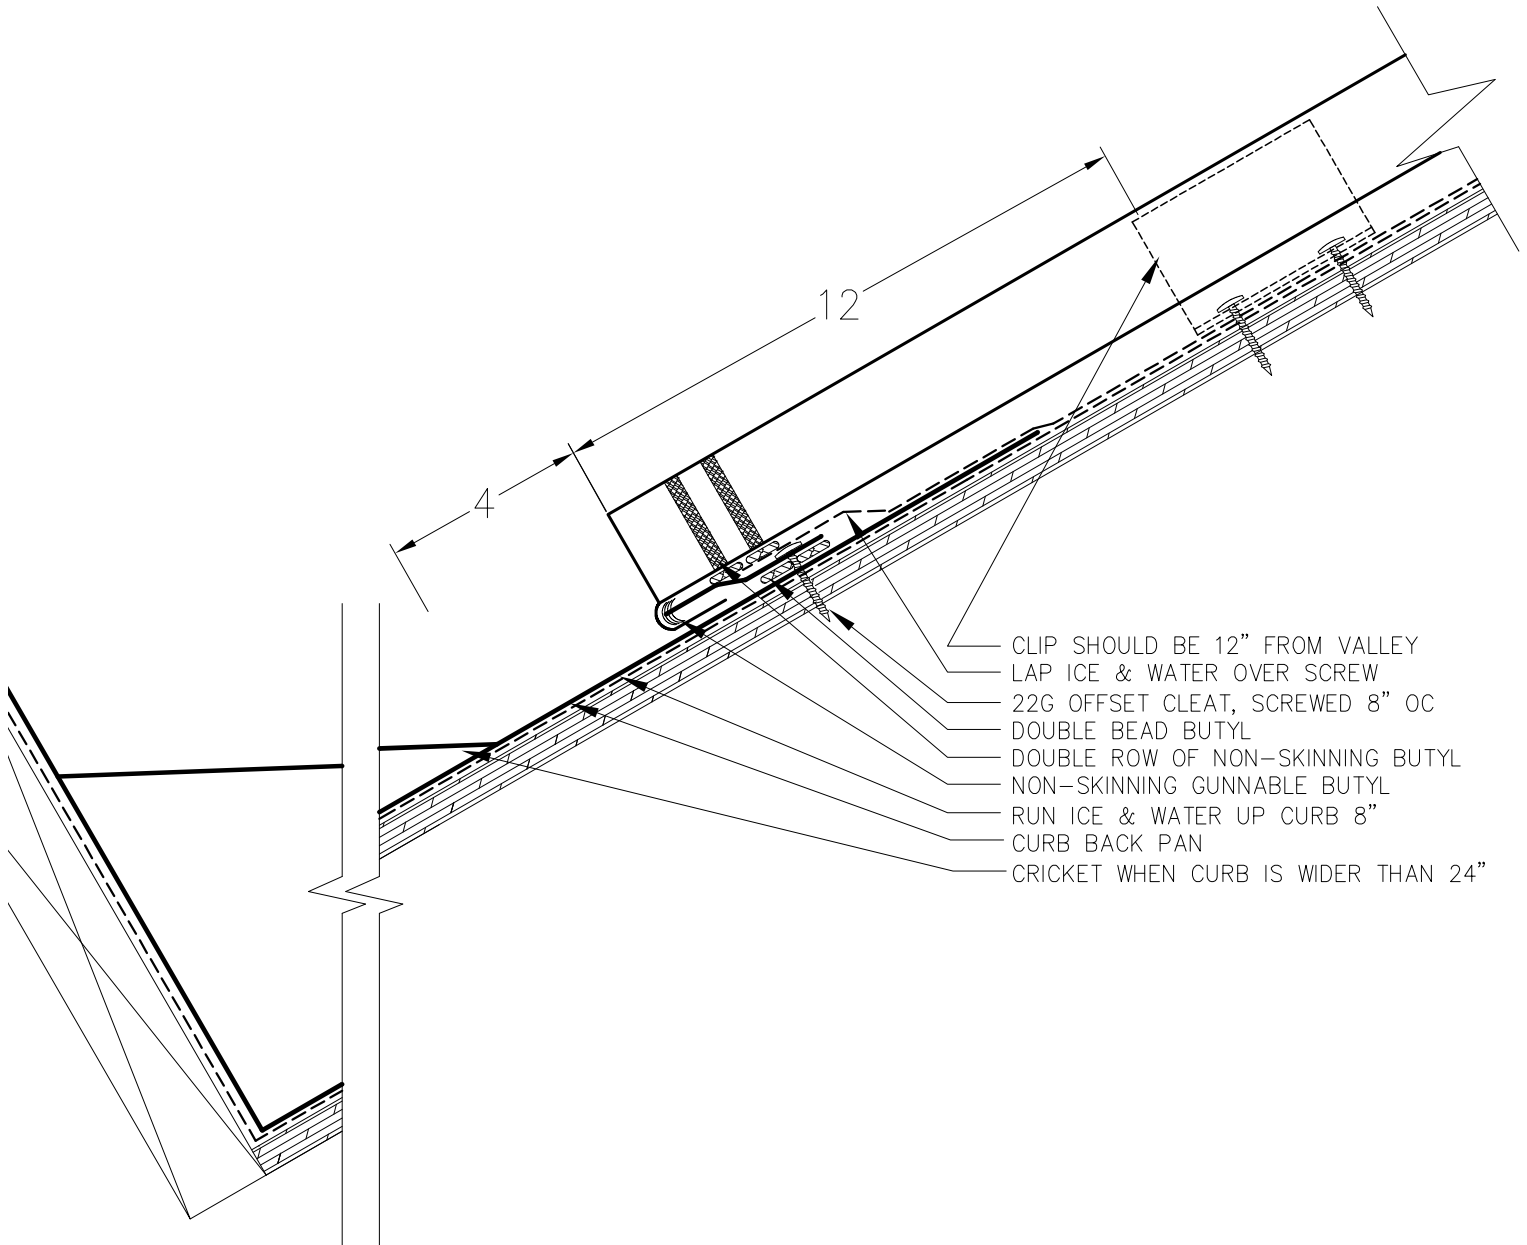 12
4
CLIP SHOULD BE 12” FROM VALLEY
LAP ICE & WATER OVER SCREW
22G OFFSET CLEAT, SCREWED 8” OC
DOUBLE BEAD BUTYL
DOUBLE ROW OF NON-SKINNING BUTYL
NON-SKINNING GUNNABLE BUTYL
RUN ICE & WATER UP CURB 8”
CURB BACK PAN
CRICKET WHEN CURB IS WIDER THAN 24”